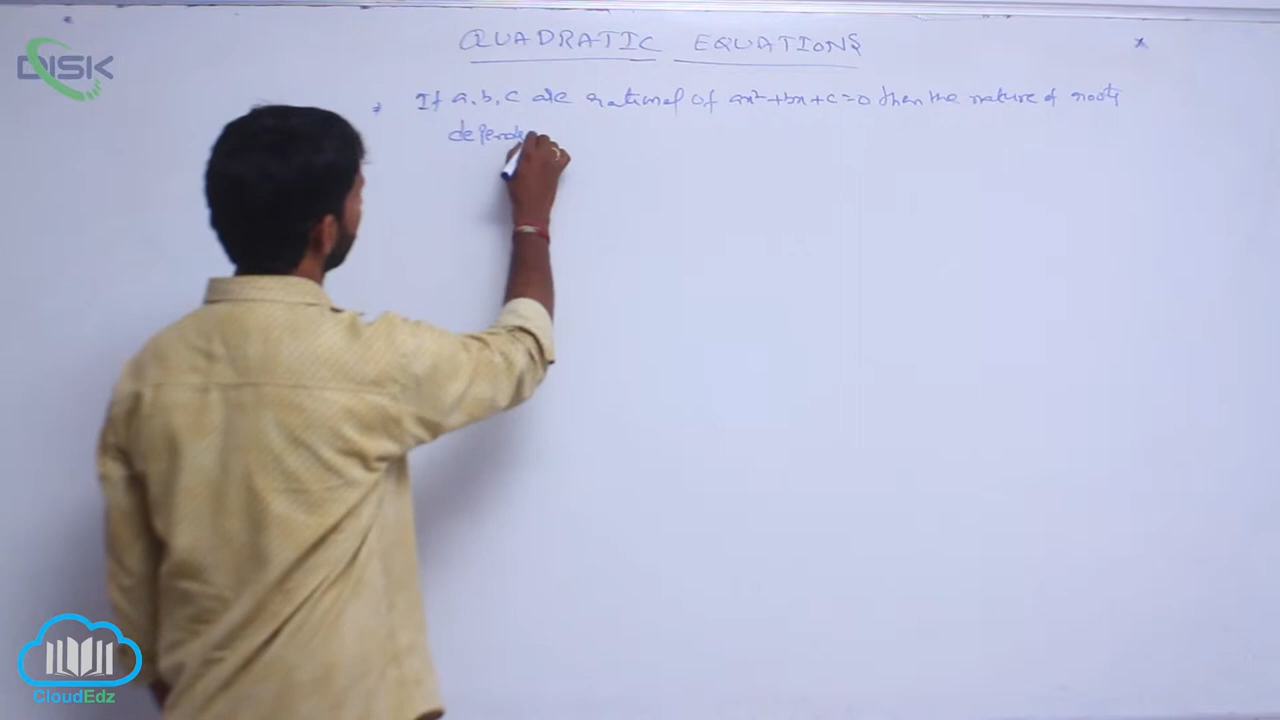 DISK
QUADRATIC EQUATIONS
* If a, b, c are rational of ax²+bx+c=0 then the nature of roots
depends
CloudEdz